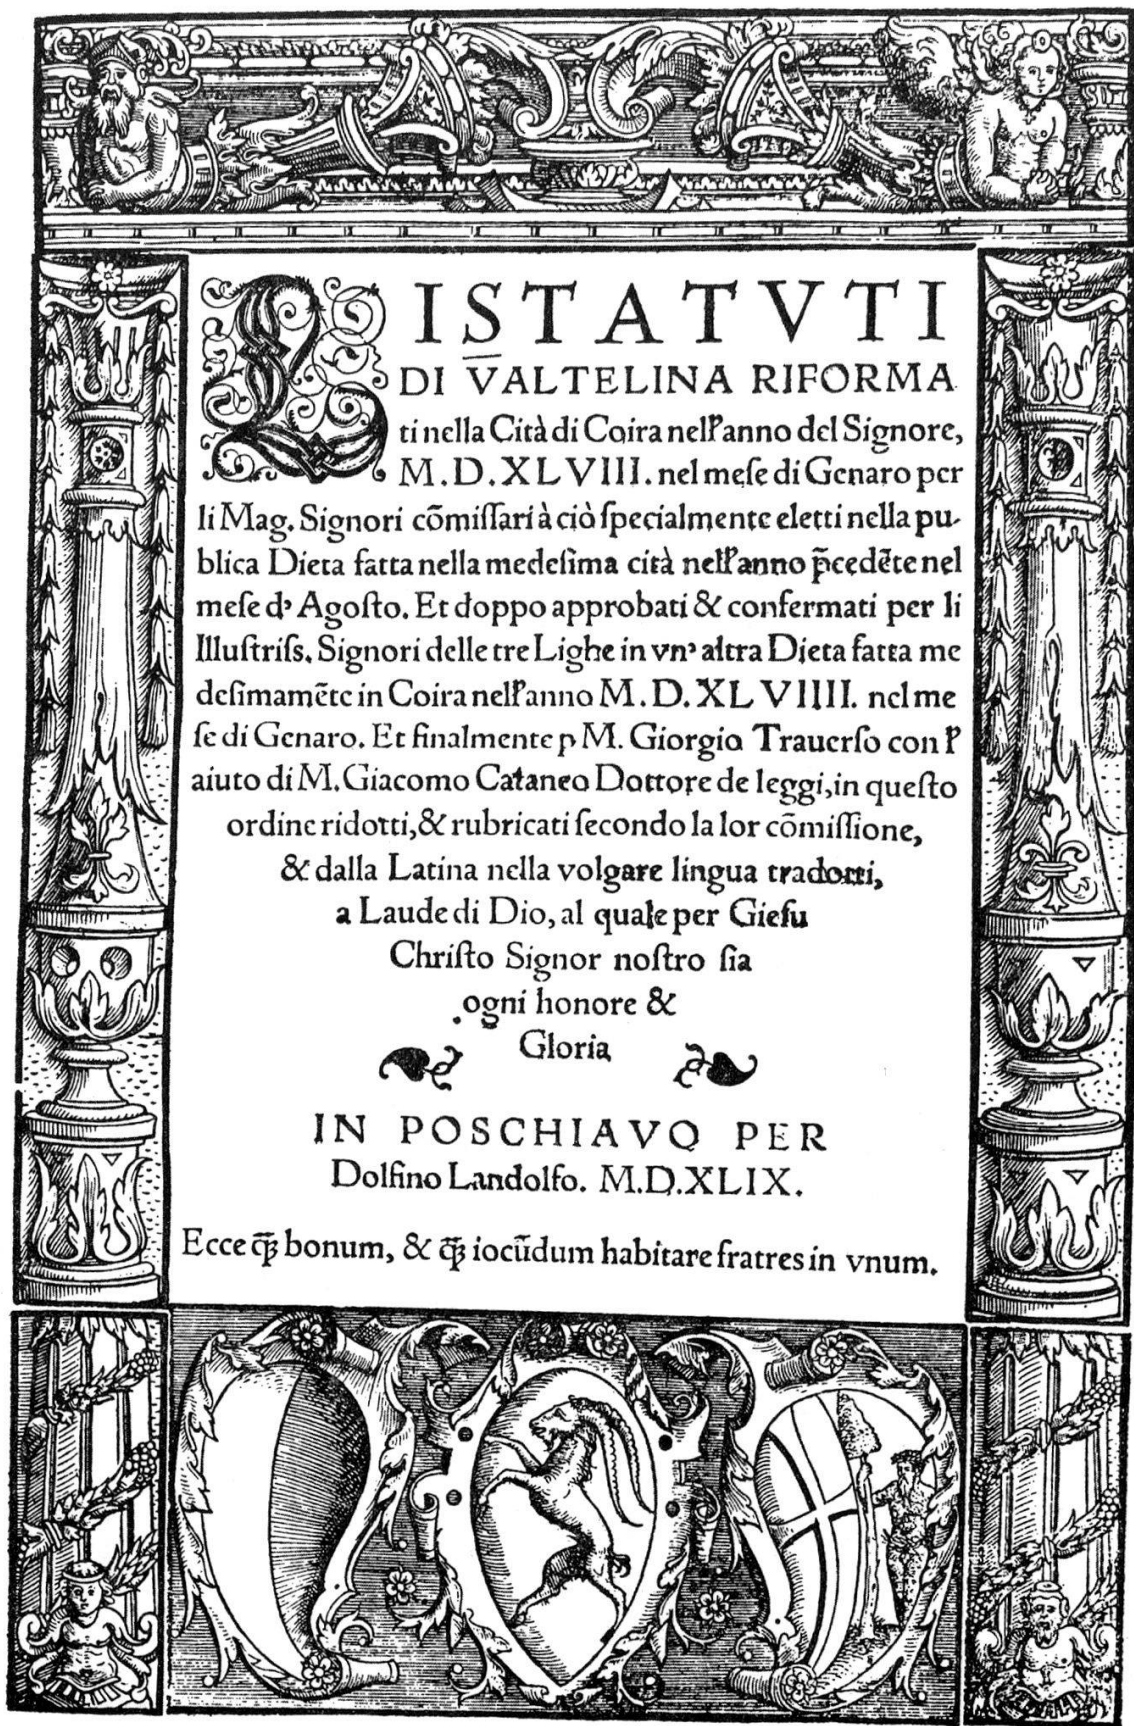 LI STATVTI
DI VALTELINA RIFORMA
ti nella Cità di Coira nell'anno del Signore,
M.D.XLVIII. nel meſe di Genaro per
li Mag. Signori cõmiſſari à ciò ſpecialmente eletti nella pu-
blica Dieta fatta nella medeſima cità nell'anno p̃cedẽte nel
meſe d' Agoſto. Et doppo approbati & confermati per li
Illuſtriſs. Signori delle tre Lighe in vn' altra Dieta fatta me
deſimamẽte in Coira nell'anno M.D.XLVIIII. nel me
ſe di Genaro. Et finalmente p M. Giorgio Trauerſo con l'
aiuto di M. Giacomo Cataneo Dottore de leggi, in queſto
ordine ridotti, & rubricati ſecondo la lor cõmiſſione,
& dalla Latina nella volgare lingua tradotti,
a Laude di Dio, al quale per Gieſu
Chriſto Signor noſtro ſia
ogni honore &
Gloria
IN POSCHIAVO PER
Dolfino Landolfo. M.D.XLIX.
Ecce q̃ꝫ bonum, & q̃ꝫ iocũdum habitare fratres in vnum.